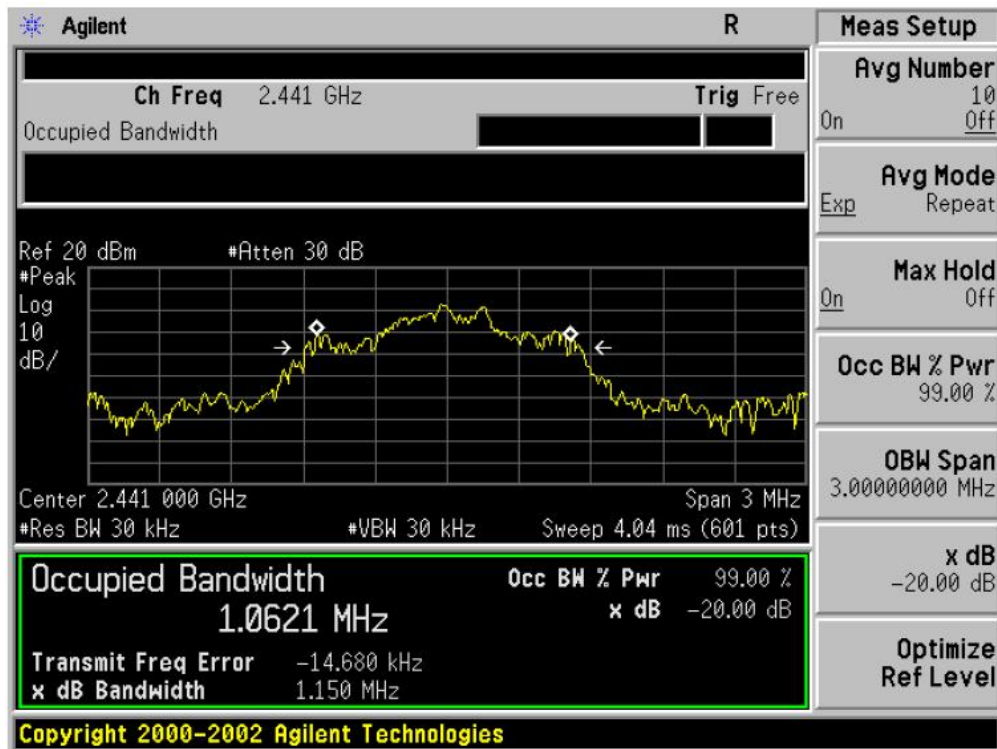 Agilent R Meas Setup
Ch Freq 2.441 GHz Trig Free
Occupied Bandwidth
Ref 20 dBm #Atten 30 dB
#Peak
Log
10
dB/
Center 2.441 000 GHz Span 3 MHz
#Res BW 30 kHz #VBW 30 kHz Sweep 4.04 ms (601 pts)
Occupied Bandwidth Occ BW % Pwr 99.00 %
1.0621 MHz x dB -20.00 dB
Transmit Freq Error -14.680 kHz
x dB Bandwidth 1.150 MHz
Avg Number
10
On Off
Avg Mode
Exp Repeat
Max Hold
On Off
Occ BW % Pwr
99.00 %
OBW Span
3.00000000 MHz
x dB
-20.00 dB
Optimize
Ref Level
Copyright 2000-2002 Agilent Technologies